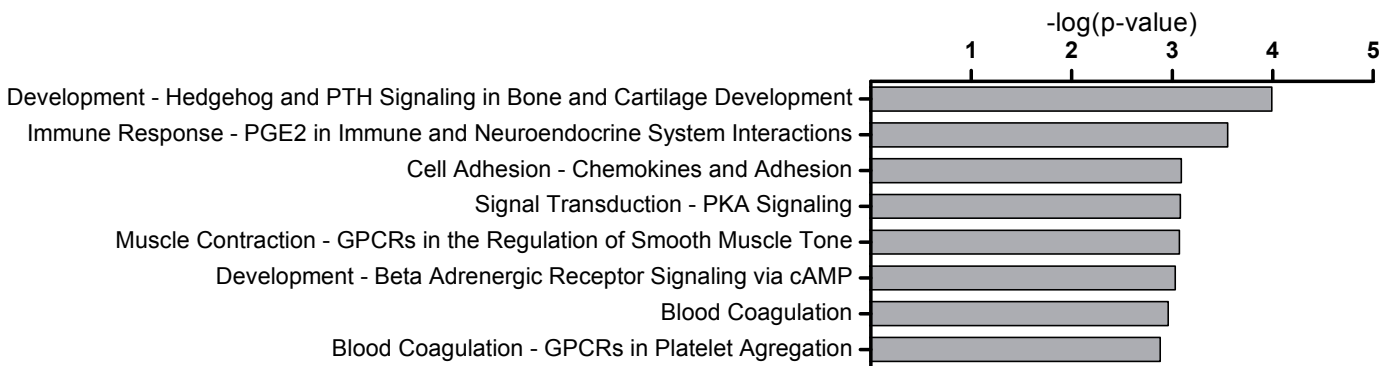 -log(p-value)
1 2 3 4 5
Development - Hedgehog and PTH Signaling in Bone and Cartilage Development
Immune Response - PGE2 in Immune and Neuroendocrine System Interactions
Cell Adhesion - Chemokines and Adhesion
Signal Transduction - PKA Signaling
Muscle Contraction - GPCRs in the Regulation of Smooth Muscle Tone
Development - Beta Adrenergic Receptor Signaling via cAMP
Blood Coagulation
Blood Coagulation - GPCRs in Platelet Agregation